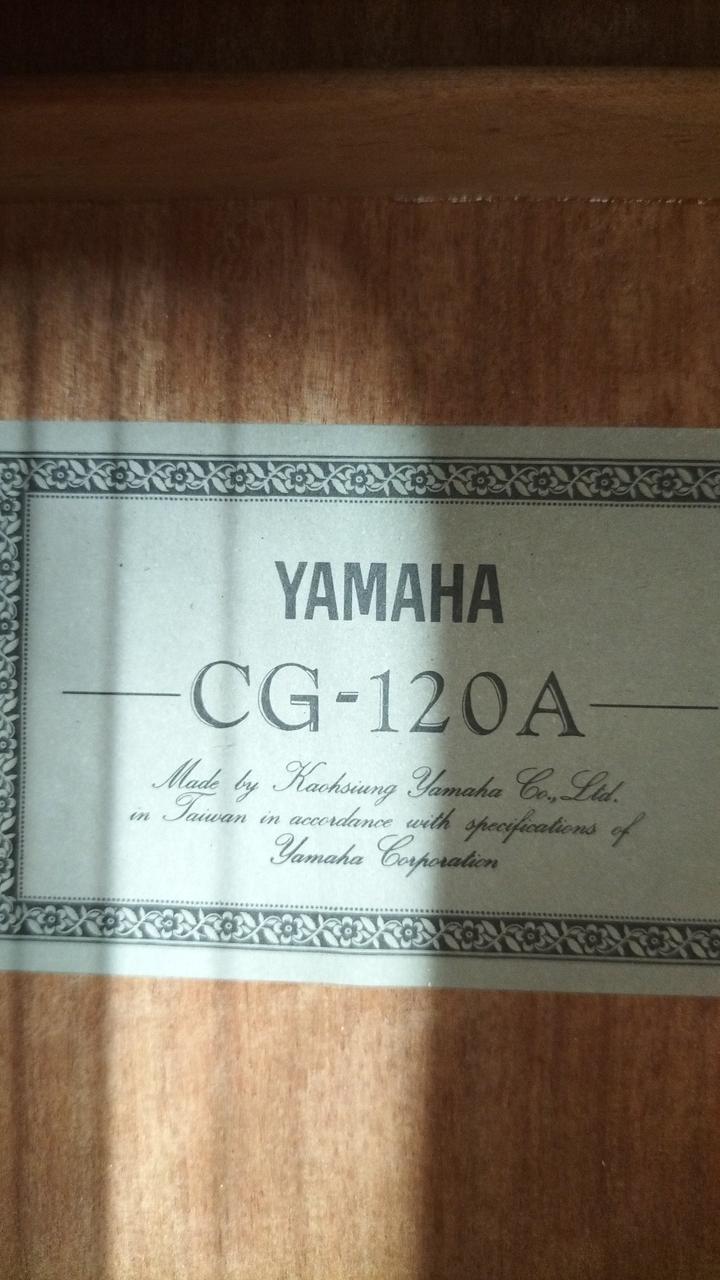 YAMAHA
CG-120A
Made by Kaohsiung Yamaha Co., Ltd.
in Taiwan in accordance with specifications of
Yamaha Corporation